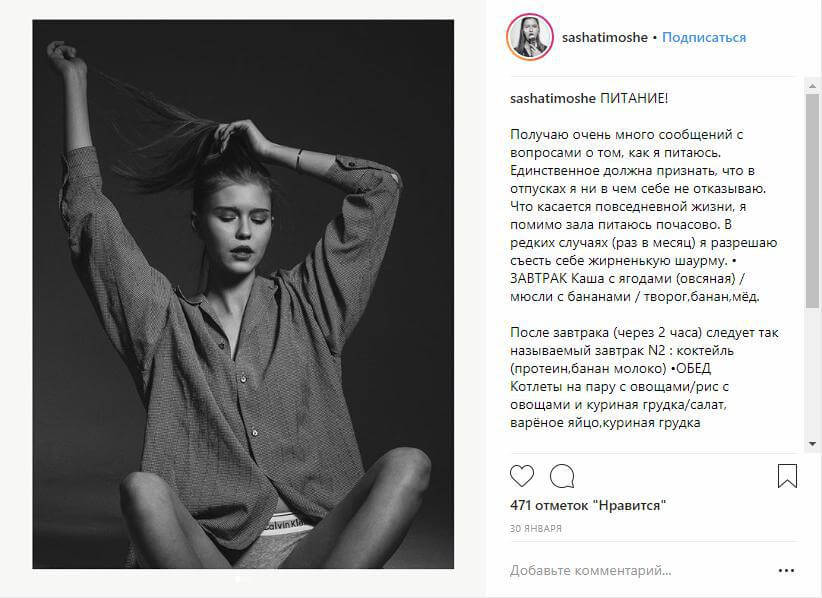 sashatimoshe • Подписаться
sashatimoshe ПИТАНИЕ!
Получаю очень много сообщений с
вопросами о том, как я питаюсь.
Единственное должна признать, что в
отпусках я ни в чем себе не отказываю.
Что касается повседневной жизни, я
помимо зала питаюсь почасово. В
редких случаях (раз в месяц) я разрешаю
съесть себе жирненькую шаурму. •
ЗАВТРАК Каша с ягодами (овсяная) /
мюсли с бананами / творог,банан,мёд.
После завтрака (через 2 часа) следует так
называемый завтрак N2 : коктейль
(протеин,банан молоко) •ОБЕД
Котлеты на пару с овощами/рис с
овощами и куриная грудка/салат,
варёное яйцо,куриная грудка
471 отметок "Нравится"
30 ЯНВАРЯ
Добавьте комментарий...
Calvin Kl